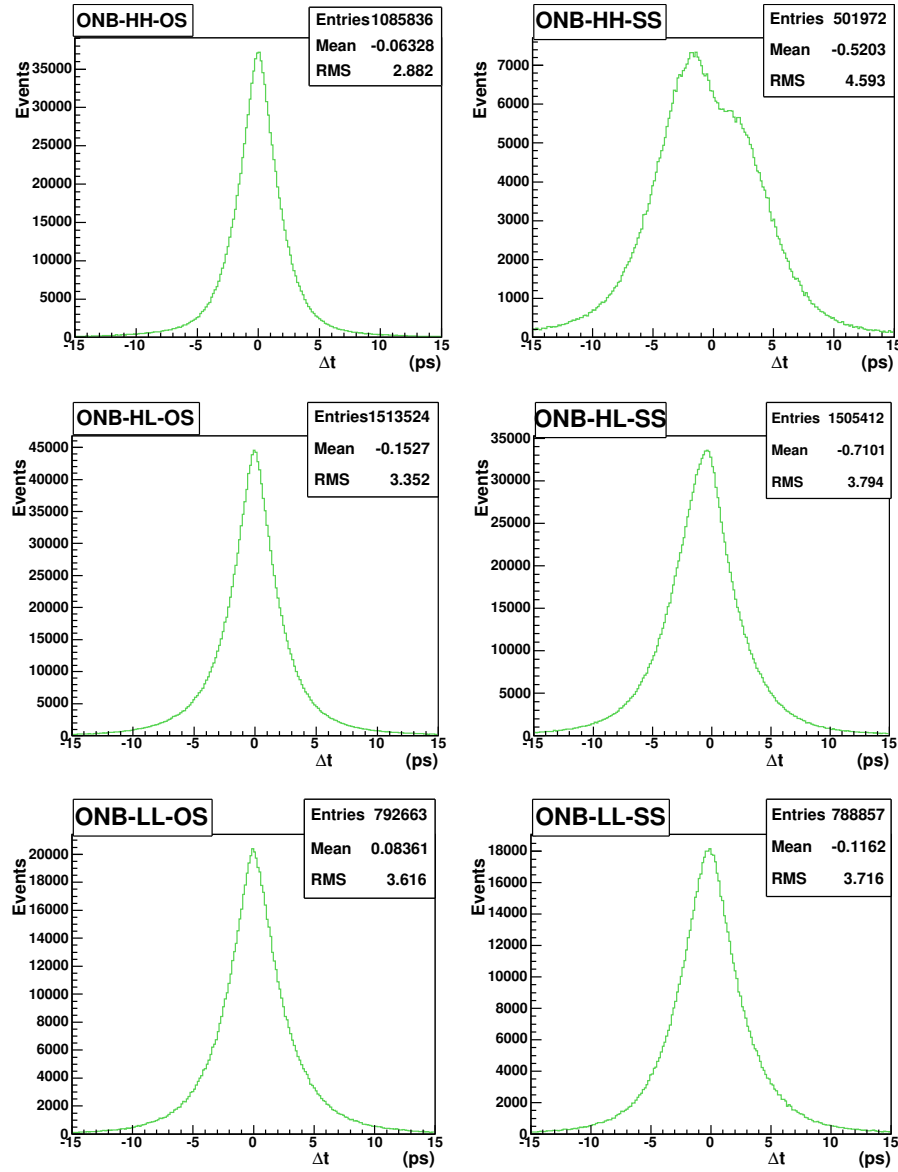 ONB-HH-OS
Entries 1085836
Mean -0.06328
RMS 2.882
Events
35000
30000
25000
20000
15000
10000
5000
0
-15 -10 -5 0 5 10 15
Δt (ps)
ONB-HH-SS
Entries 501972
Mean -0.5203
RMS 4.593
Events
7000
6000
5000
4000
3000
2000
1000
0
-15 -10 -5 0 5 10 15
Δt (ps)
ONB-HL-OS
Entries 1513524
Mean -0.1527
RMS 3.352
Events
45000
40000
35000
30000
25000
20000
15000
10000
5000
0
-15 -10 -5 0 5 10 15
Δt (ps)
ONB-HL-SS
Entries 1505412
Mean -0.7101
RMS 3.794
Events
35000
30000
25000
20000
15000
10000
5000
0
-15 -10 -5 0 5 10 15
Δt (ps)
ONB-LL-OS
Entries 792663
Mean 0.08361
RMS 3.616
Events
20000
18000
16000
14000
12000
10000
8000
6000
4000
2000
0
-15 -10 -5 0 5 10 15
Δt (ps)
ONB-LL-SS
Entries 788857
Mean -0.1162
RMS 3.716
Events
18000
16000
14000
12000
10000
8000
6000
4000
2000
0
-15 -10 -5 0 5 10 15
Δt (ps)